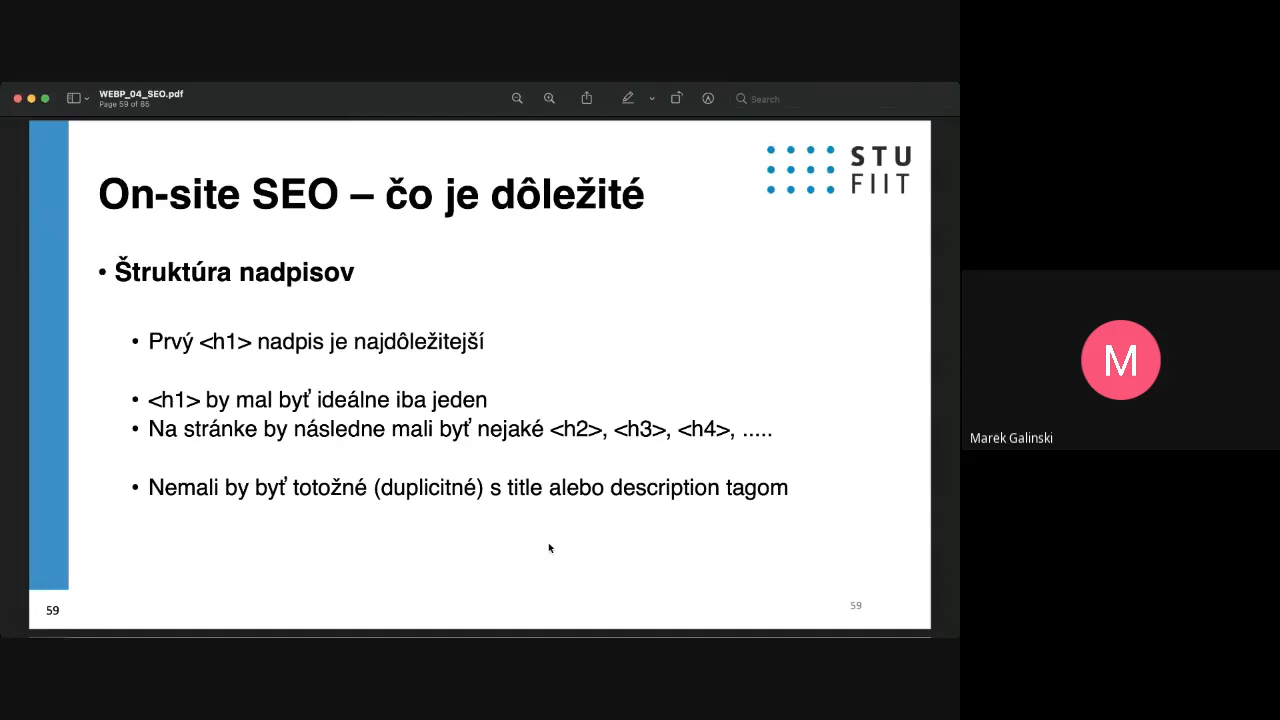 WEBP_04_SEO.pdf
Page 59 of 85
Search
STU
FIIT
On-site SEO – čo je dôležité
• Štruktúra nadpisov
• Prvý <h1> nadpis je najdôležitejší
• <h1> by mal byť ideálne iba jeden
• Na stránke by následne mali byť nejaké <h2>, <h3>, <h4>, .....
• Nemali by byť totožné (duplicitné) s title alebo description tagom
59
59
M
Marek Galinski